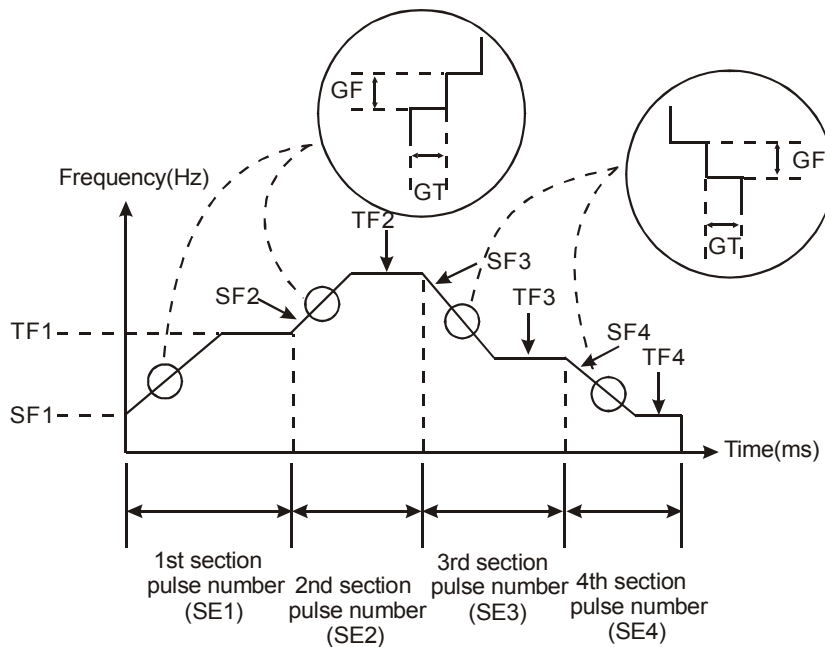 GF
GT
GF
GT
Frequency(Hz)
TF2
SF3
SF2
TF3
TF1
SF4
TF4
SF1
Time(ms)
1st section
pulse number
(SE1)
2nd section
pulse number
(SE2)
3rd section
pulse number
(SE3)
4th section
pulse number
(SE4)